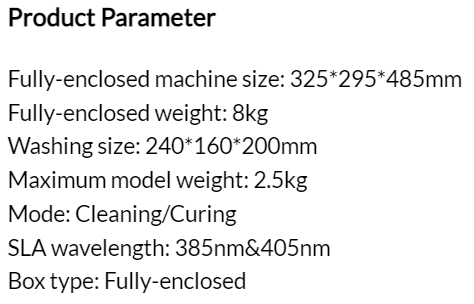 Product Parameter
Fully-enclosed machine size: 325*295*485mm
Fully-enclosed weight: 8kg
Washing size: 240*160*200mm
Maximum model weight: 2.5kg
Mode: Cleaning/Curing
SLA wavelength: 385nm&405nm
Box type: Fully-enclosed